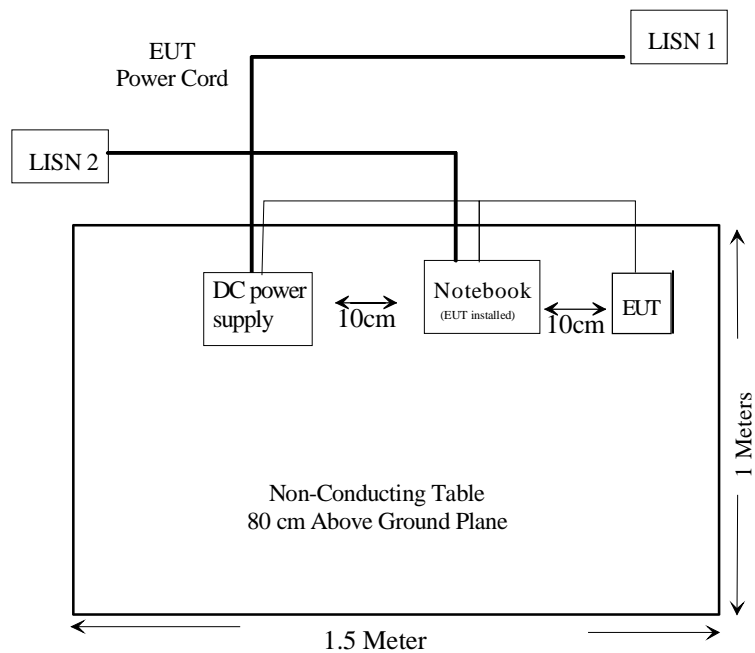 LISN 1
EUT
Power Cord
LISN 2
DC power
supply
10cm
Notebook
(EUT installed)
10cm
EUT
1 Meters
Non-Conducting Table
80 cm Above Ground Plane
1.5 Meter